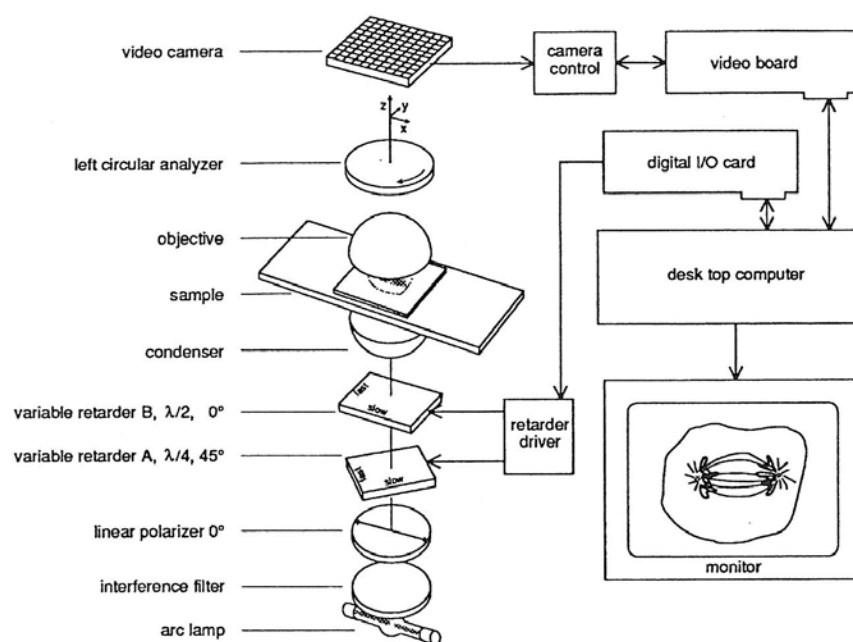 video camera
camera
control
video board
z
y
x
left circular analyzer
digital I/O card
objective
sample
desk top computer
condenser
fast
slow
variable retarder B, λ/2, 0°
retarder
driver
variable retarder A, λ/4, 45°
fast
slow
linear polarizer 0°
interference filter
monitor
arc lamp